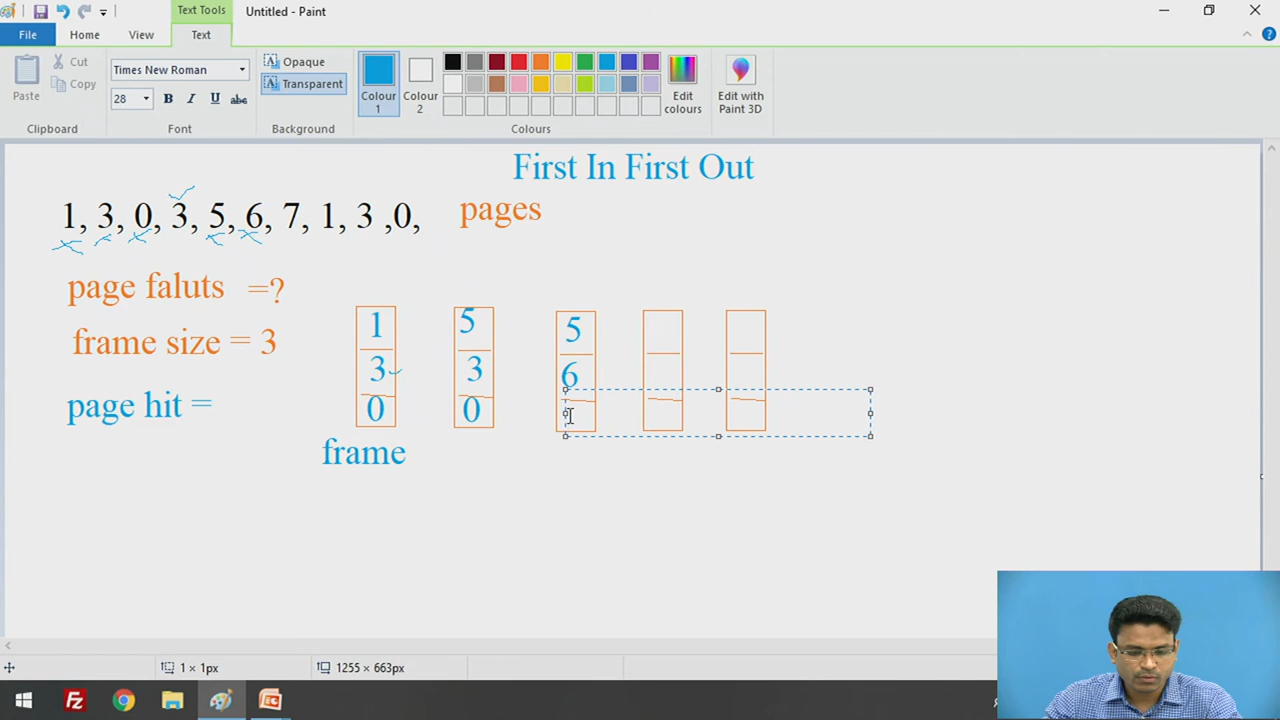 Text Tools
Untitled - Paint
File
Home
View
Text
Paste
Cut
Copy
Clipboard
Times New Roman
28
B I U abc
Font
Opaque
Transparent
Background
Colour 1
Colour 2
Edit colours
Colours
Edit with Paint 3D
First In First Out
1, 3, 0, 3, 5, 6, 7, 1, 3 ,0,
pages
page faluts =?
frame size = 3
page hit =
1 5 5
3 3 6
0 0
frame
1 × 1px
1255 × 663px